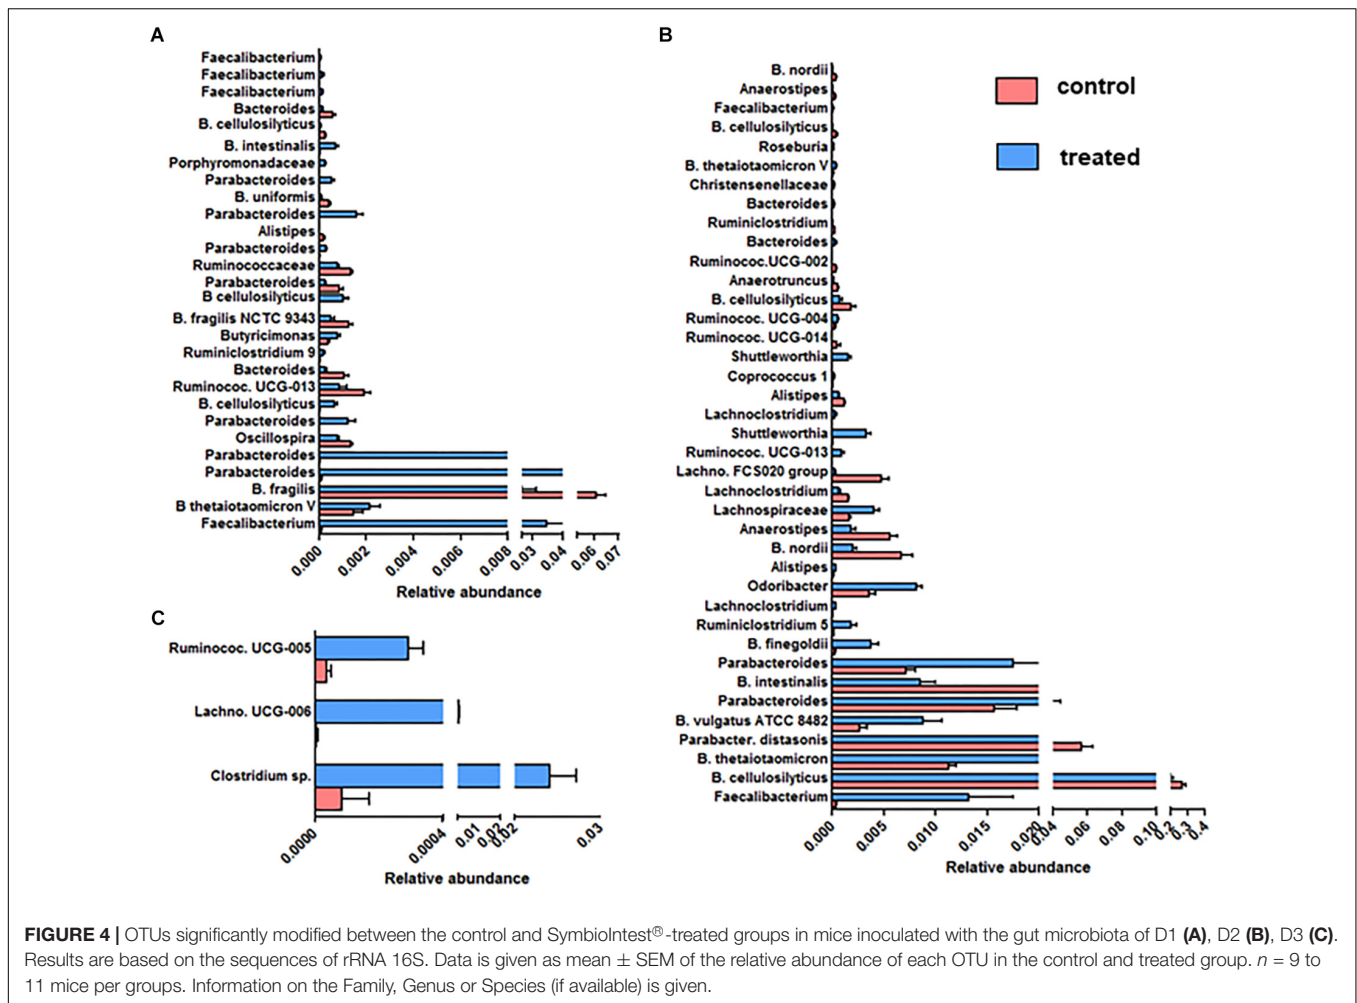 A
Faecalibacterium
Faecalibacterium
Faecalibacterium
Bacteroides
B. cellulosilyticus
B. intestinalis
Porphyromonadaceae
Parabacteroides
B. uniformis
Parabacteroides
Alistipes
Parabacteroides
Ruminococcaceae
Parabacteroides
B cellulosilyticus
B. fragilis NCTC 9343
Butyricimonas
Ruminiclostridium 9
Bacteroides
Ruminococ. UCG-013
B. cellulosilyticus
Parabacteroides
Oscillospira
Parabacteroides
Parabacteroides
B. fragilis
B thetaiotaomicron V
Faecalibacterium
0.000 0.002 0.004 0.006 0.008 0.03 0.04 0.06 0.07
Relative abundance
B
B. nordii
Anaerostipes
Faecalibacterium
B. cellulosilyticus
Roseburia
B. thetaiotaomicron V
Christensenellaceae
Bacteroides
Ruminiclostridium
Bacteroides
Ruminococ.UCG-002
Anaerotruncus
B. cellulosilyticus
Ruminococ. UCG-004
Ruminococ. UCG-014
Shuttleworthia
Coprococcus 1
Alistipes
Lachnoclostridium
Shuttleworthia
Ruminococ. UCG-013
Lachno. FCS020 group
Lachnoclostridium
Lachnospiraceae
Anaerostipes
B. nordii
Alistipes
Odoribacter
Lachnoclostridium
Ruminiclostridium 5
B. finegoldii
Parabacteroides
B. intestinalis
Parabacteroides
B. vulgatus ATCC 8482
Parabacter. distasonis
B. thetaiotaomicron
B. cellulosilyticus
Faecalibacterium
0.000 0.005 0.010 0.015 0.020 0.04 0.06 0.08 0.10 0.2 0.3 0.4
Relative abundance
control
treated
C
Ruminococ. UCG-005
Lachno. UCG-006
Clostridium sp.
0.0000 0.0004 0.01 0.02 0.02 0.03
Relative abundance
FIGURE 4 | OTUs significantly modified between the control and SymbioIntest®-treated groups in mice inoculated with the gut microbiota of D1 (A), D2 (B), D3 (C).
Results are based on the sequences of rRNA 16S. Data is given as mean ± SEM of the relative abundance of each OTU in the control and treated group. n = 9 to
11 mice per groups. Information on the Family, Genus or Species (if available) is given.